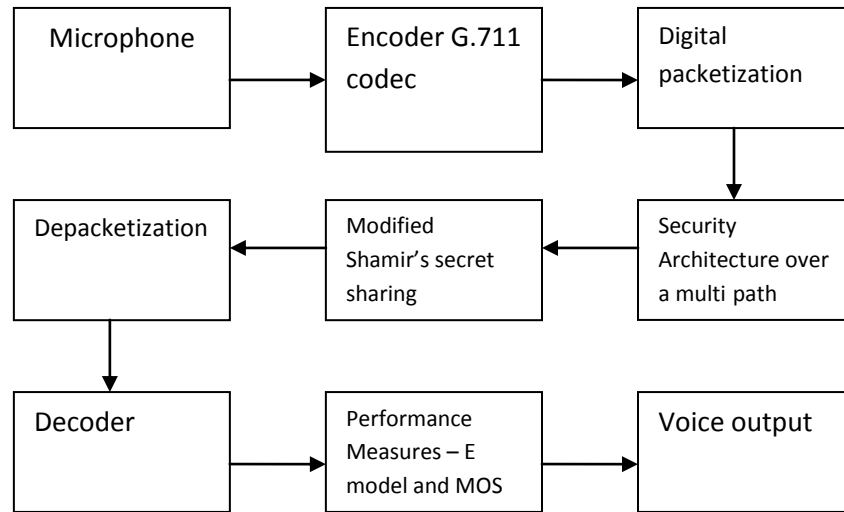 Microphone
Encoder G.711
codec
Digital
packetization
Depacketization
Modified
Shamir’s secret
sharing
Security
Architecture over
a multi path
Decoder
Performance
Measures – E
model and MOS
Voice output